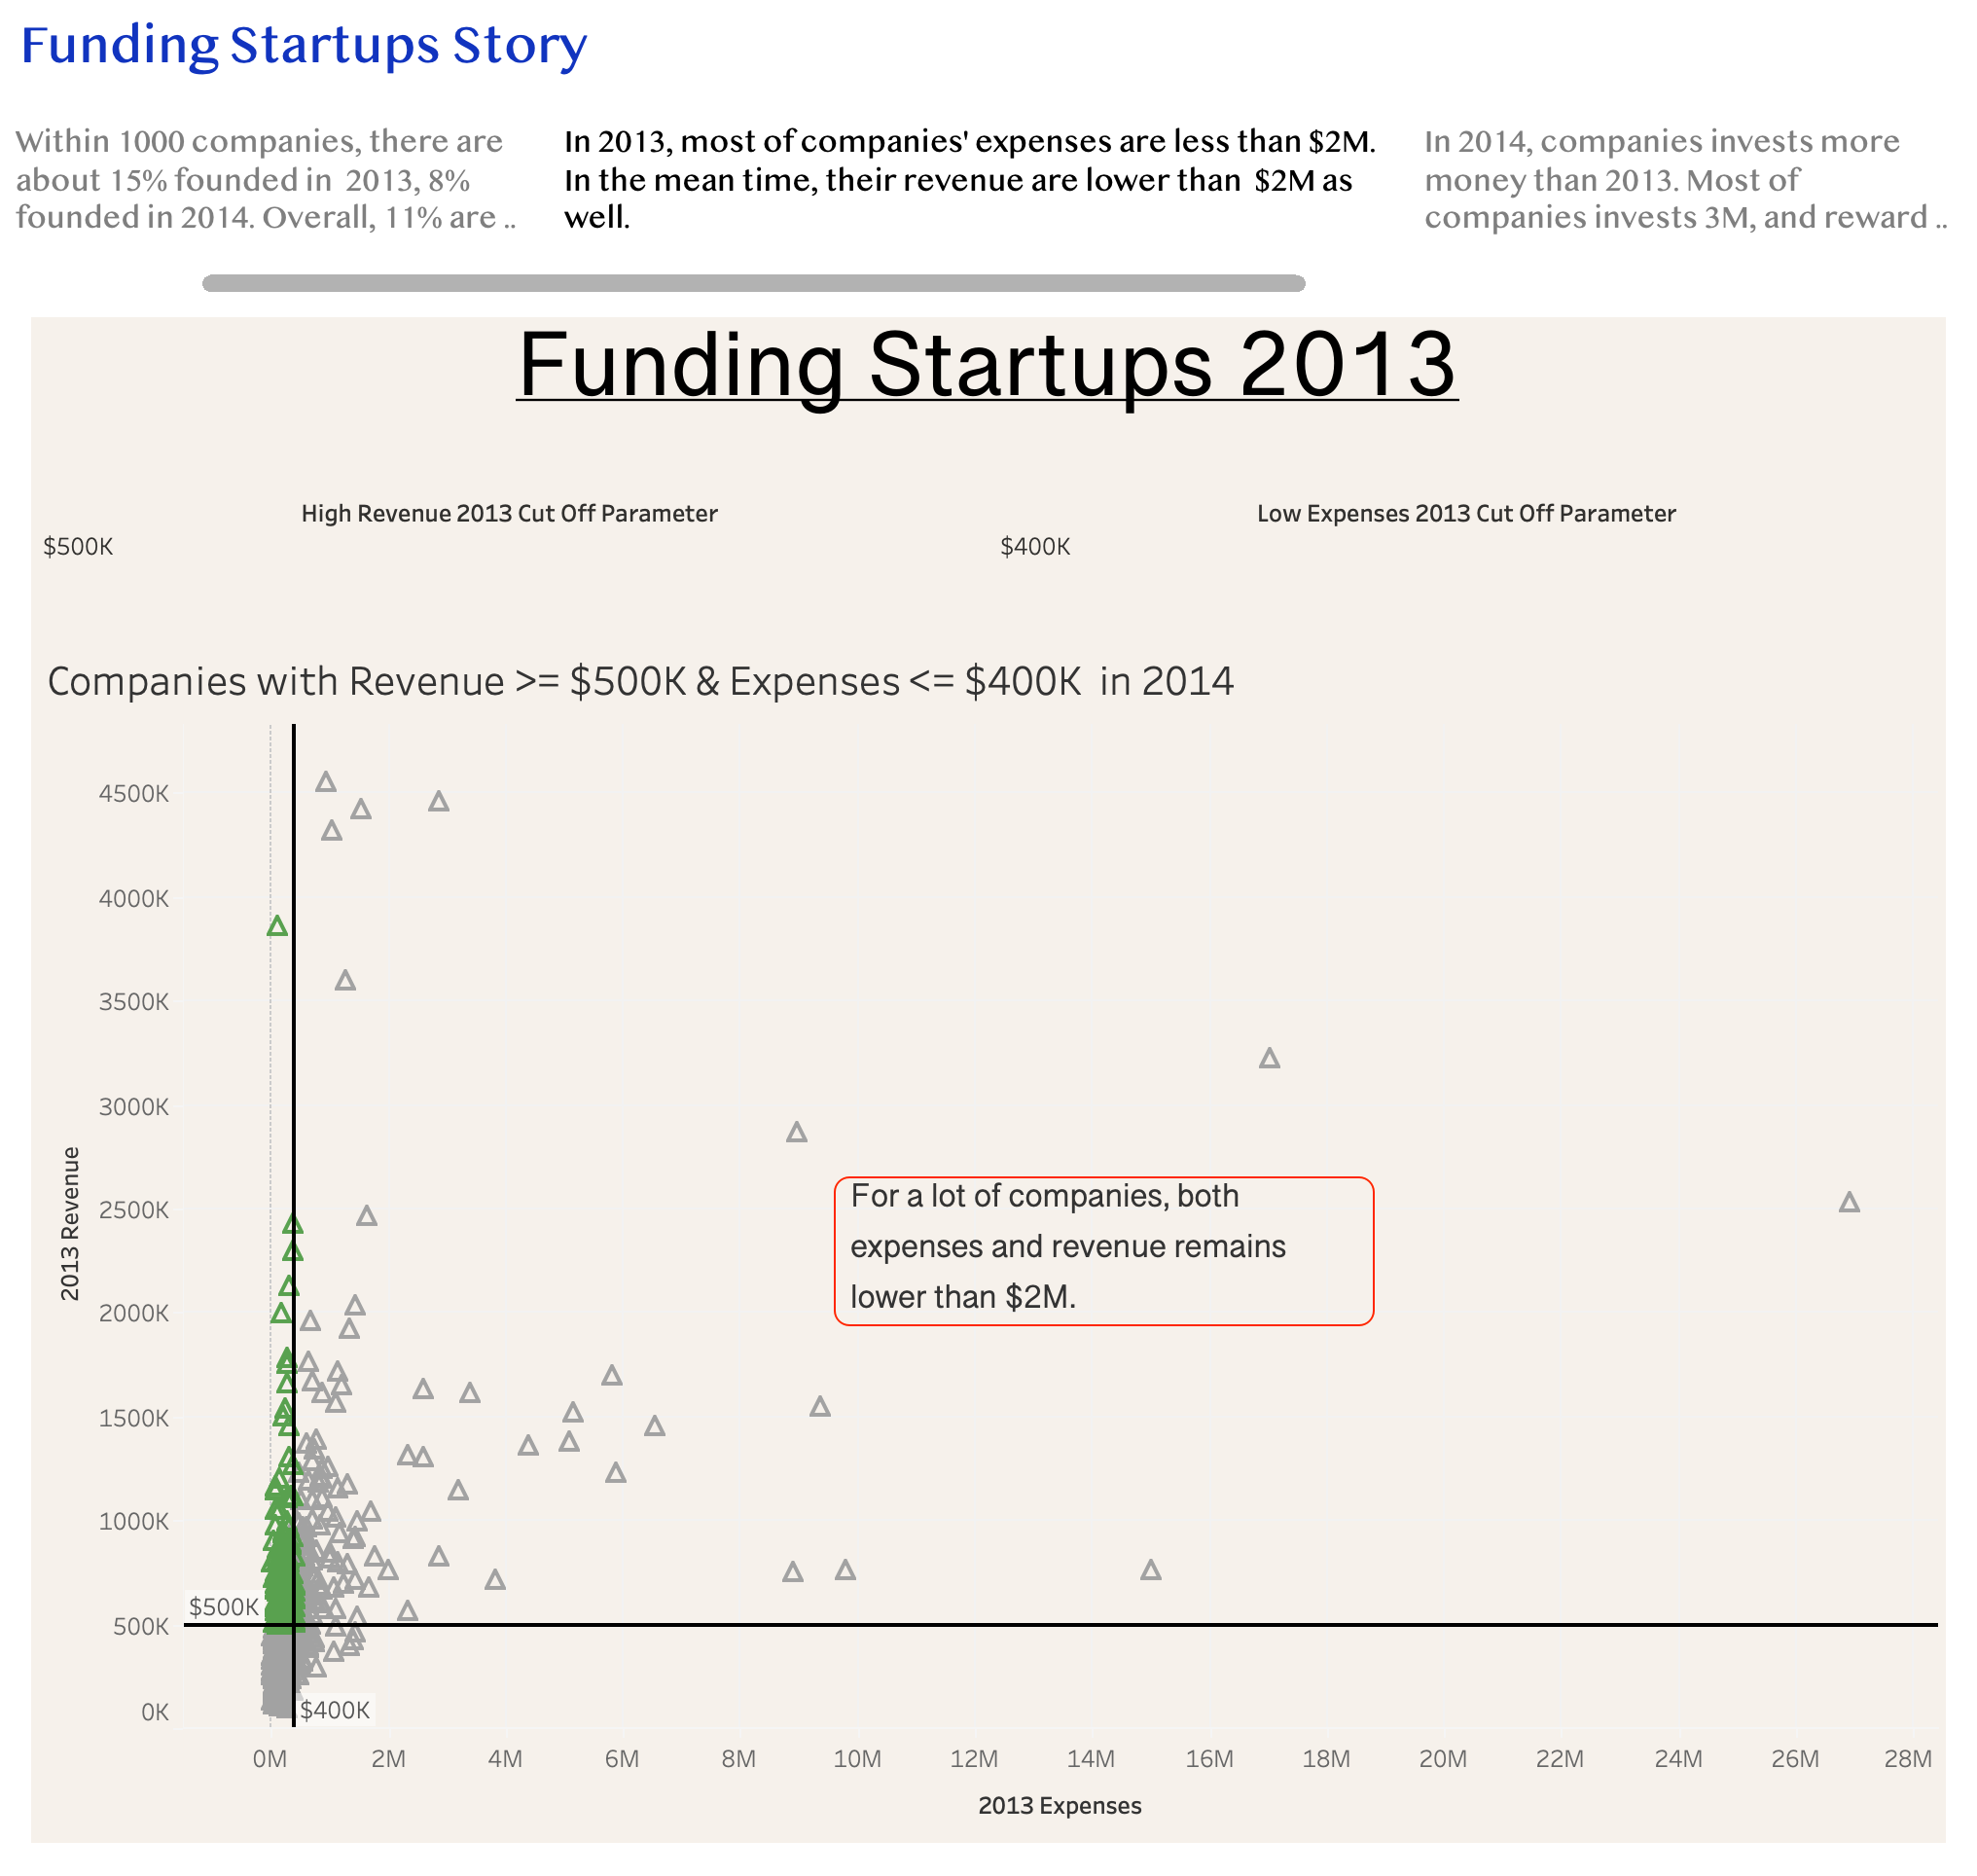 Funding Startups Story
Within 1000 companies, there are
about 15% founded in  2013, 8%
founded in 2014. Overall, 11% are ..
In 2013, most of companies' expenses are less than $2M.
In the mean time, their revenue are lower than  $2M as
well.
In 2014, companies invests more
money than 2013. Most of
companies invests 3M, and reward ..
Funding Startups 2013
High Revenue 2013 Cut Off Parameter
$500K
Low Expenses 2013 Cut Off Parameter
$400K
Companies with Revenue >= $500K & Expenses <= $400K  in 2014
2013 Revenue
4500K
4000K
3500K
3000K
2500K
2000K
1500K
1000K
500K
0K
For a lot of companies, both
expenses and revenue remains
lower than $2M.
$500K
$400K
0M 2M 4M 6M 8M 10M 12M 14M 16M 18M 20M 22M 24M 26M 28M
2013 Expenses